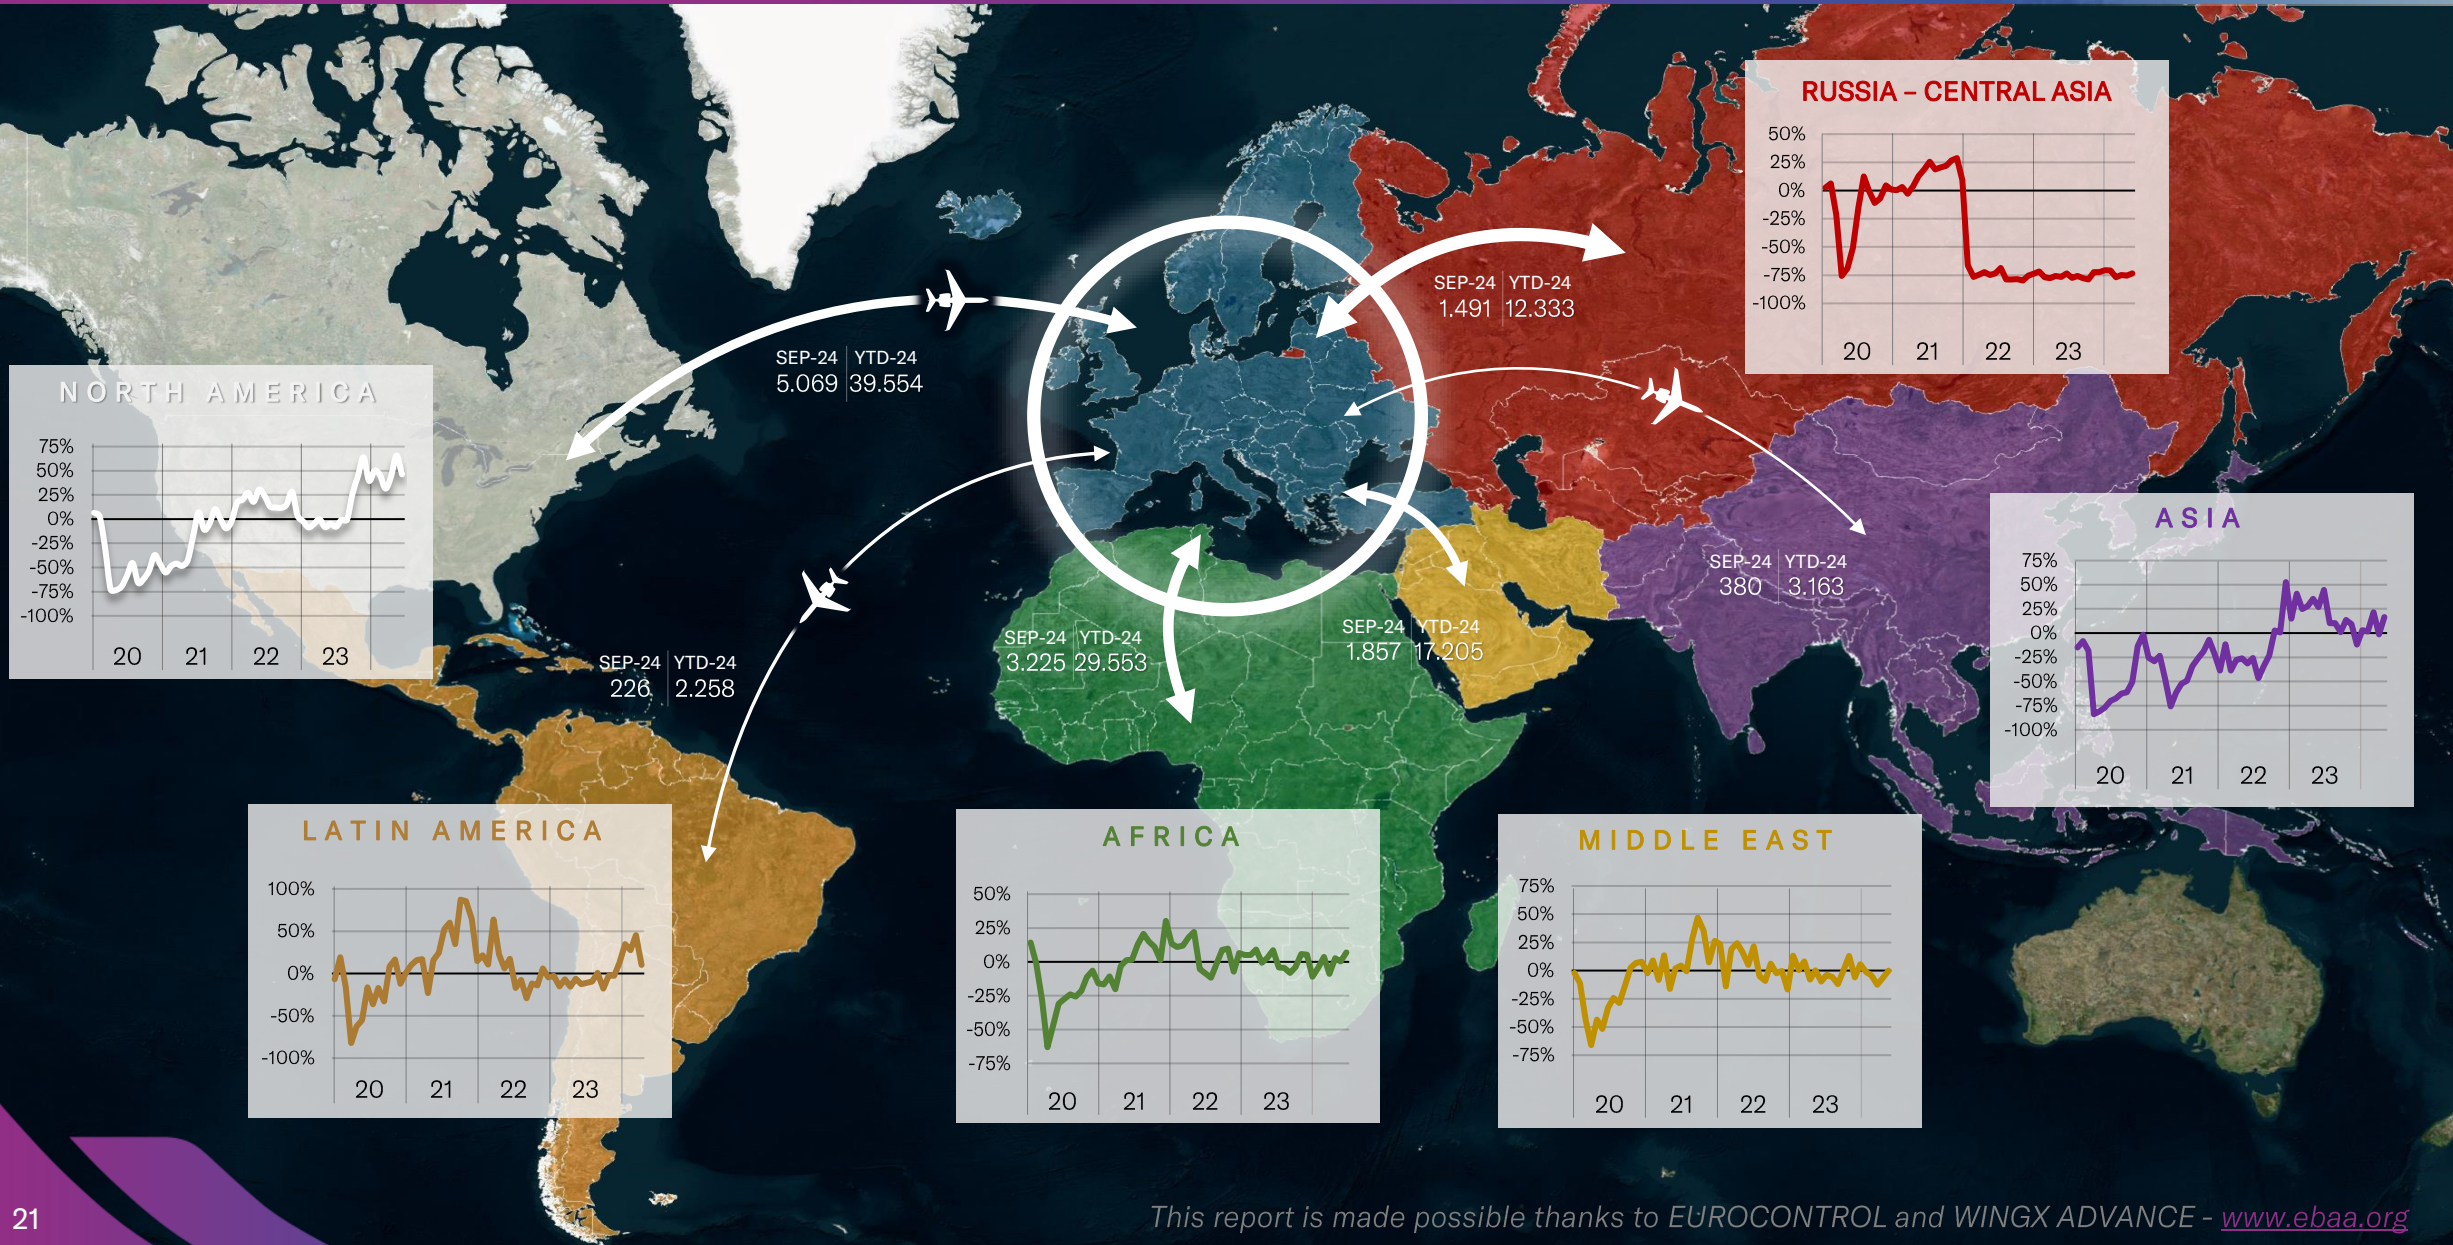 RUSSIA – CENTRAL ASIA
50%
25%
0%
-25%
-50%
-75%
-100%
20 21 22 23
SEP-24 YTD-24
1.491 12.333
SEP-24 YTD-24
5.069 39.554
NORTH AMERICA
75%
50%
25%
0%
-25%
-50%
-75%
-100%
20 21 22 23
ASIA
75%
50%
25%
0%
-25%
-50%
-75%
-100%
20 21 22 23
SEP-24 YTD-24
380 3.163
SEP-24 YTD-24
3.225 29.553
SEP-24 YTD-24
1.857 17.205
SEP-24 YTD-24
226 2.258
LATIN AMERICA
100%
50%
0%
-50%
-100%
20 21 22 23
AFRICA
50%
25%
0%
-25%
-50%
-75%
20 21 22 23
MIDDLE EAST
75%
50%
25%
0%
-25%
-50%
-75%
20 21 22 23
21
This report is made possible thanks to EUROCONTROL and WINGX ADVANCE - www.ebaa.org